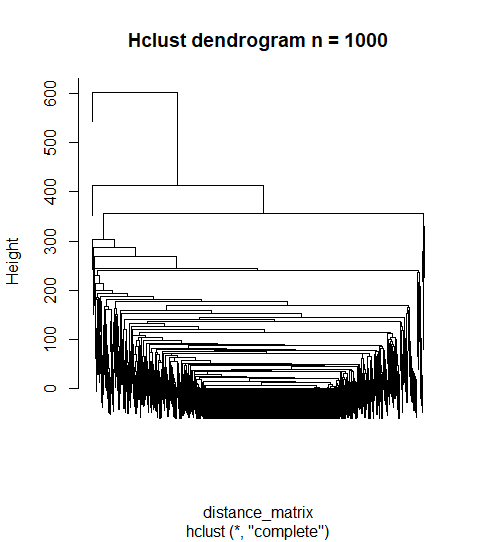 Hclust dendrogram n = 1000
600
500
400
300
200
100
0
Height
distance_matrix
hclust (*, "complete")